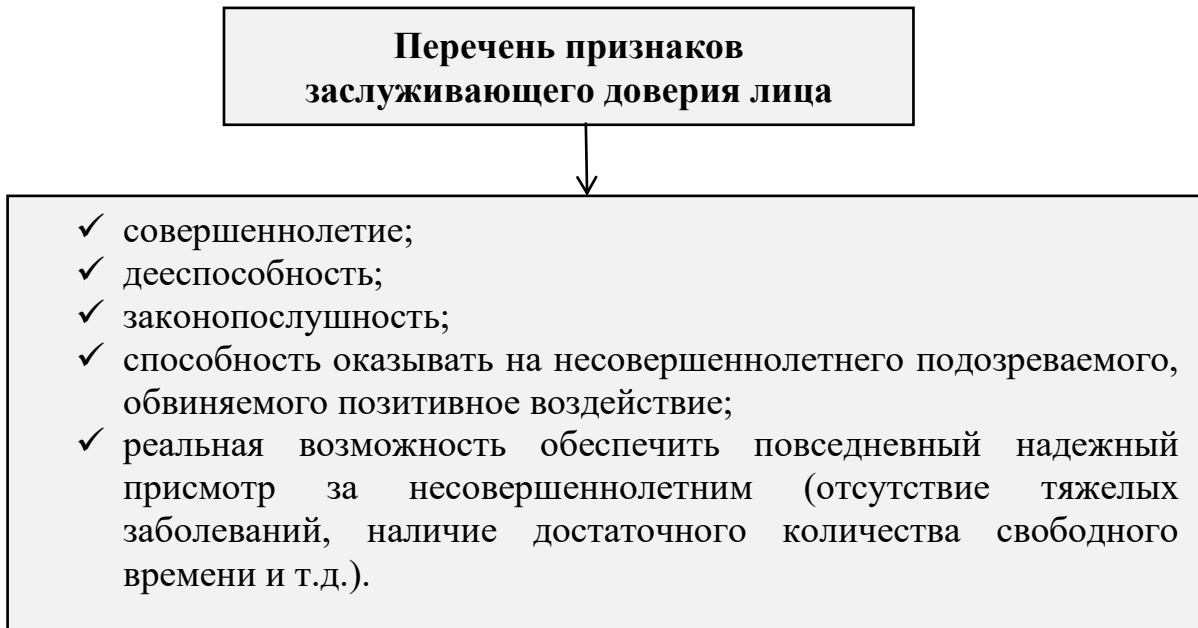 Перечень признаков
заслуживающего доверия лица
✓ совершеннолетие;
✓ дееспособность;
✓ законопослушность;
✓ способность оказывать на несовершеннолетнего подозреваемого,
обвиняемого позитивное воздействие;
✓ реальная возможность обеспечить повседневный надежный
присмотр за несовершеннолетним (отсутствие тяжелых
заболеваний, наличие достаточного количества свободного
времени и т.д.).